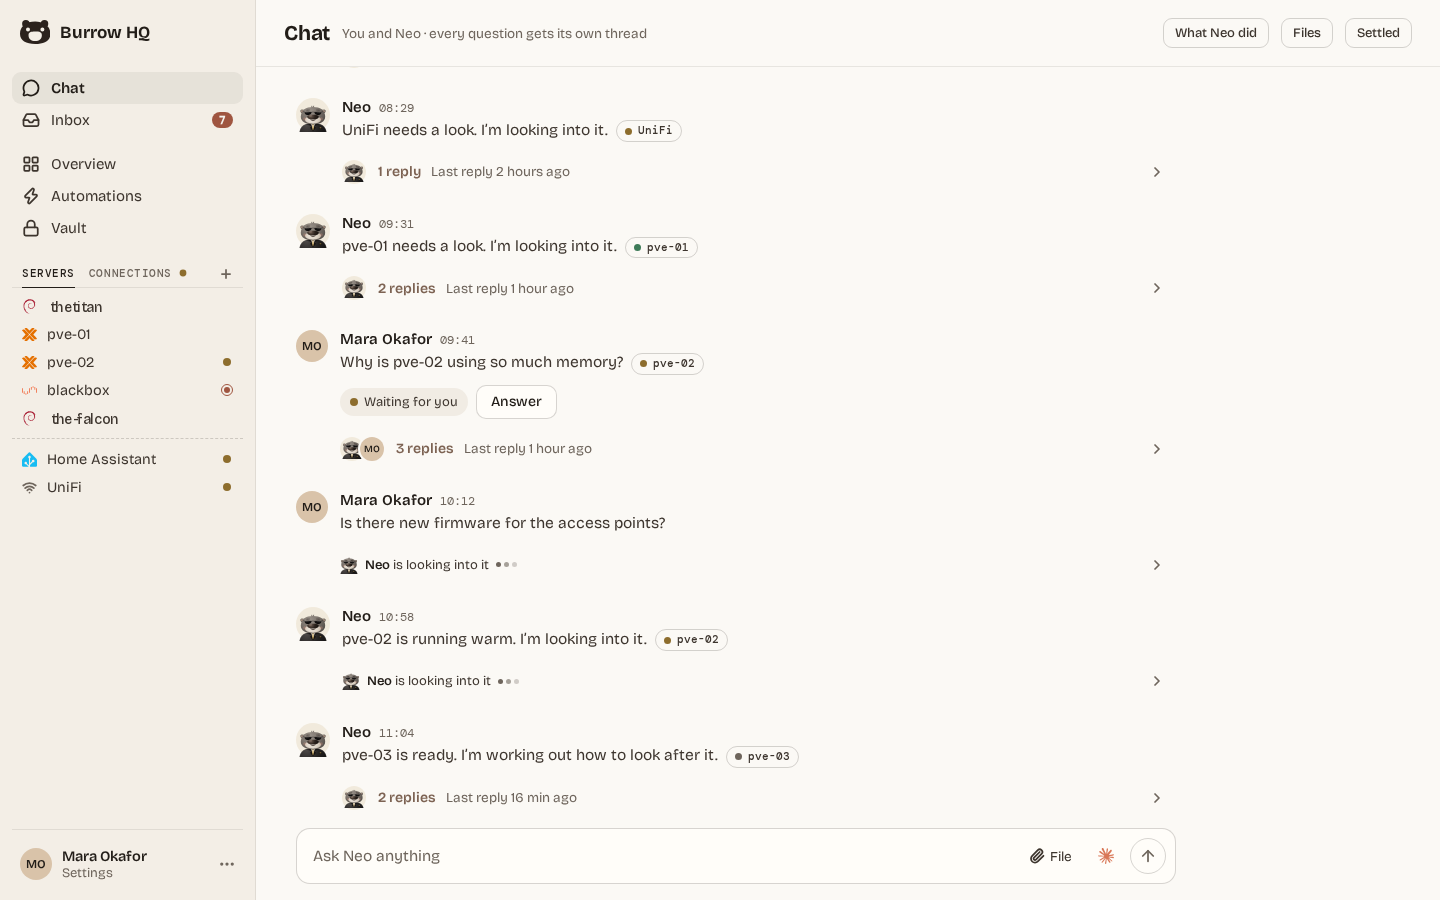 Burrow HQ
Chat
Inbox
7
Overview
Automations
Vault
SERVERS
CONNECTIONS
thetitan
pve-01
pve-02
blackbox
the-falcon
Home Assistant
UniFi
MO
Mara Okafor
Settings
Chat
You and Neo · every question gets its own thread
What Neo did
Files
Settled
Neo 08:29
UniFi needs a look. I'm looking into it. UniFi
1 reply Last reply 2 hours ago
Neo 09:31
pve-01 needs a look. I'm looking into it. pve-01
2 replies Last reply 1 hour ago
MO
Mara Okafor 09:41
Why is pve-02 using so much memory? pve-02
Waiting for you Answer
MO 3 replies Last reply 1 hour ago
MO
Mara Okafor 10:12
Is there new firmware for the access points?
Neo is looking into it
Neo 10:58
pve-02 is running warm. I'm looking into it. pve-02
Neo is looking into it
Neo 11:04
pve-03 is ready. I'm working out how to look after it. pve-03
2 replies Last reply 16 min ago
Ask Neo anything
File